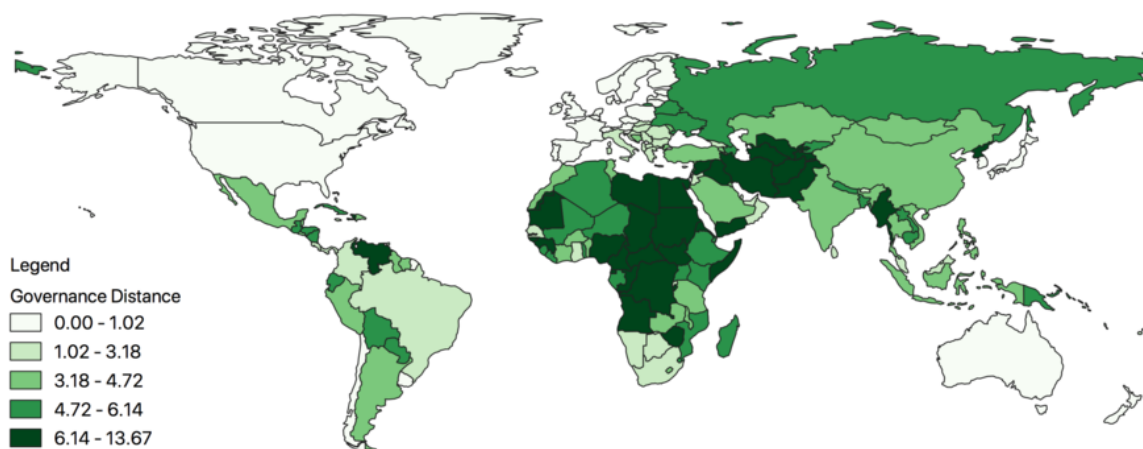 Legend
Governance Distance
0.00 - 1.02
1.02 - 3.18
3.18 - 4.72
4.72 - 6.14
6.14 - 13.67